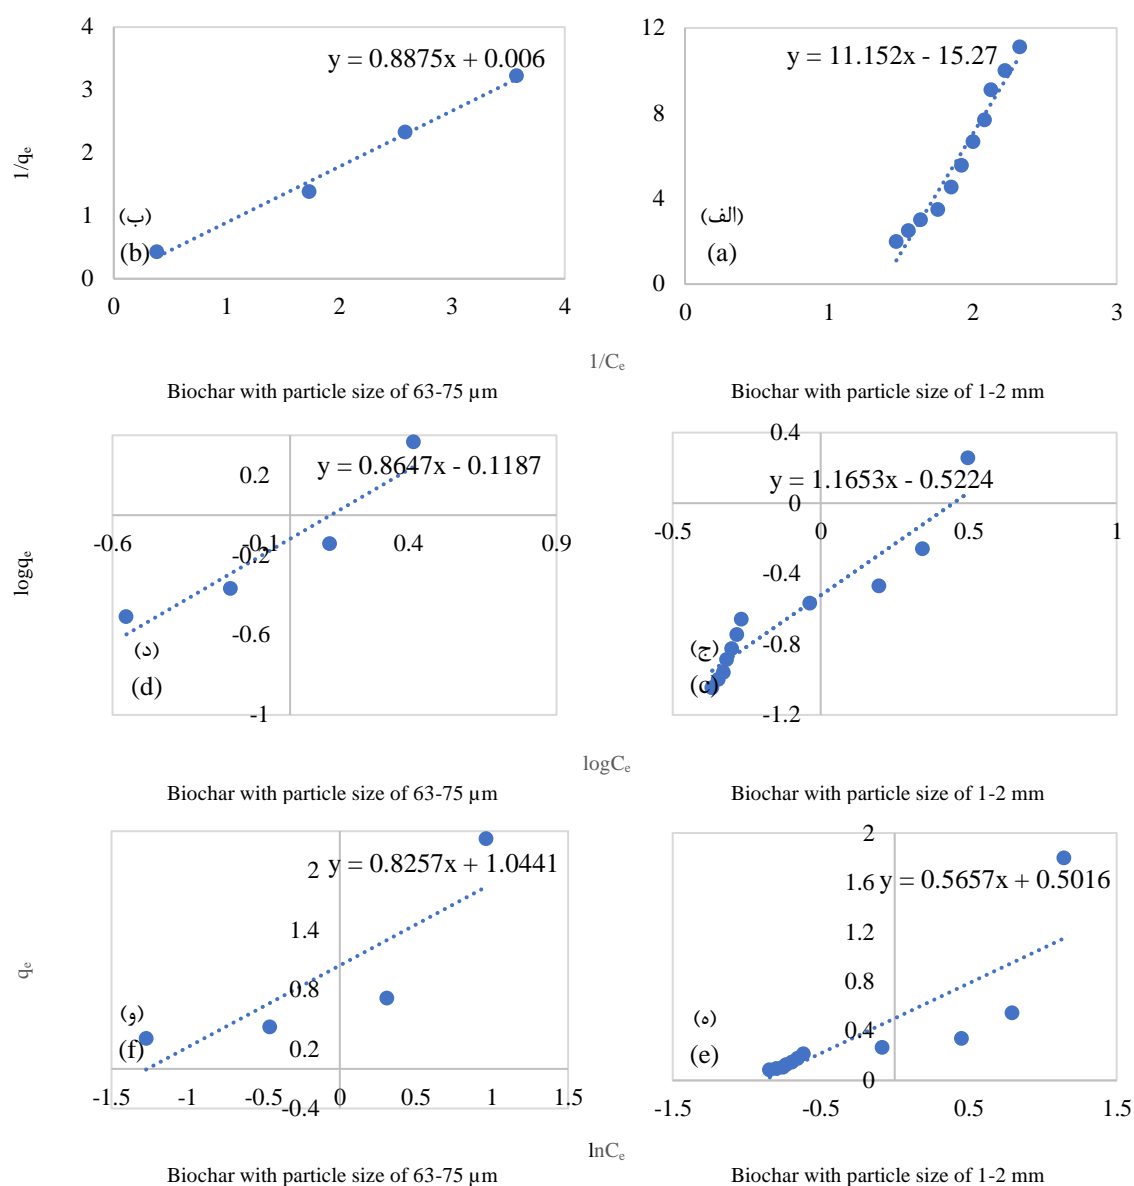 4
3
2
1
0
0
1
2
3
4
1/qₑ
y = 0.8875x + 0.006
(ب)
(b)
12
8
4
0
0
1
2
3
y = 11.152x - 15.27
(الف)
(a)
1/Cₑ
Biochar with particle size of 63-75 µm
Biochar with particle size of 1-2 mm
0.2
-0.2
-0.6
-1
-0.6
-0.1
0.4
0.9
logqₑ
y = 0.8647x - 0.1187
(د)
(d)
0.4
0
-0.4
-0.8
-1.2
-0.5
0
0.5
1
y = 1.1653x - 0.5224
(ج)
(c)
logCₑ
Biochar with particle size of 63-75 µm
Biochar with particle size of 1-2 mm
2
1.4
0.8
0.2
-0.4
-1.5
-1
-0.5
0
0.5
1
1.5
qₑ
y = 0.8257x + 1.0441
(و)
(f)
2
1.6
1.2
0.8
0.4
0
-1.5
-0.5
0.5
1.5
y = 0.5657x + 0.5016
(ه)
(e)
lnCₑ
Biochar with particle size of 63-75 µm
Biochar with particle size of 1-2 mm